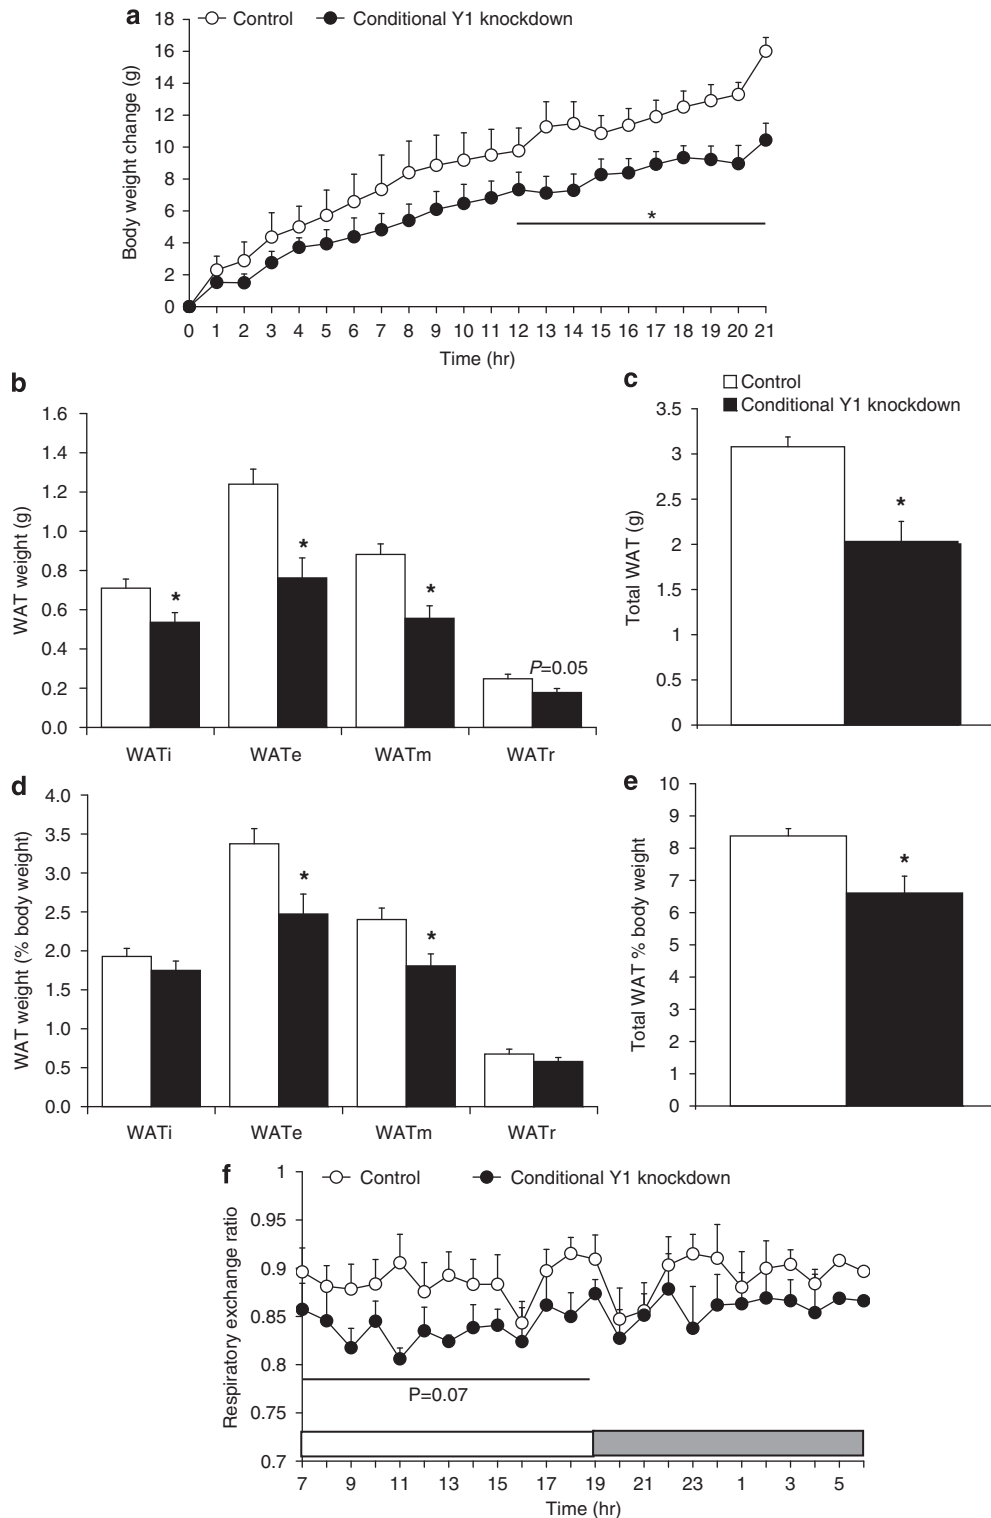 a
Control
Conditional Y1 knockdown
Body weight change (g)
18
16
14
12
10
8
6
4
2
0
*
0 1 2 3 4 5 6 7 8 9 10 11 12 13 14 15 16 17 18 19 20 21
Time (hr)
b
WAT weight (g)
1.6
1.4
1.2
1.0
0.8
0.6
0.4
0.2
0.0
*
*
*
P=0.05
WATi WATe WATm WATr
c
Control
Conditional Y1 knockdown
Total WAT (g)
3.5
3
2.5
2
1.5
1
0.5
0
*
d
WAT weight (% body weight)
4.0
3.5
3.0
2.5
2.0
1.5
1.0
0.5
0.0
*
*
WATi WATe WATm WATr
e
Total WAT % body weight
10
9
8
7
6
5
4
3
2
1
0
*
f
Control
Conditional Y1 knockdown
Respiratory exchange ratio
1
0.95
0.9
0.85
0.8
0.75
0.7
P=0.07
7 9 11 13 15 17 19 21 23 1 3 5
Time (hr)